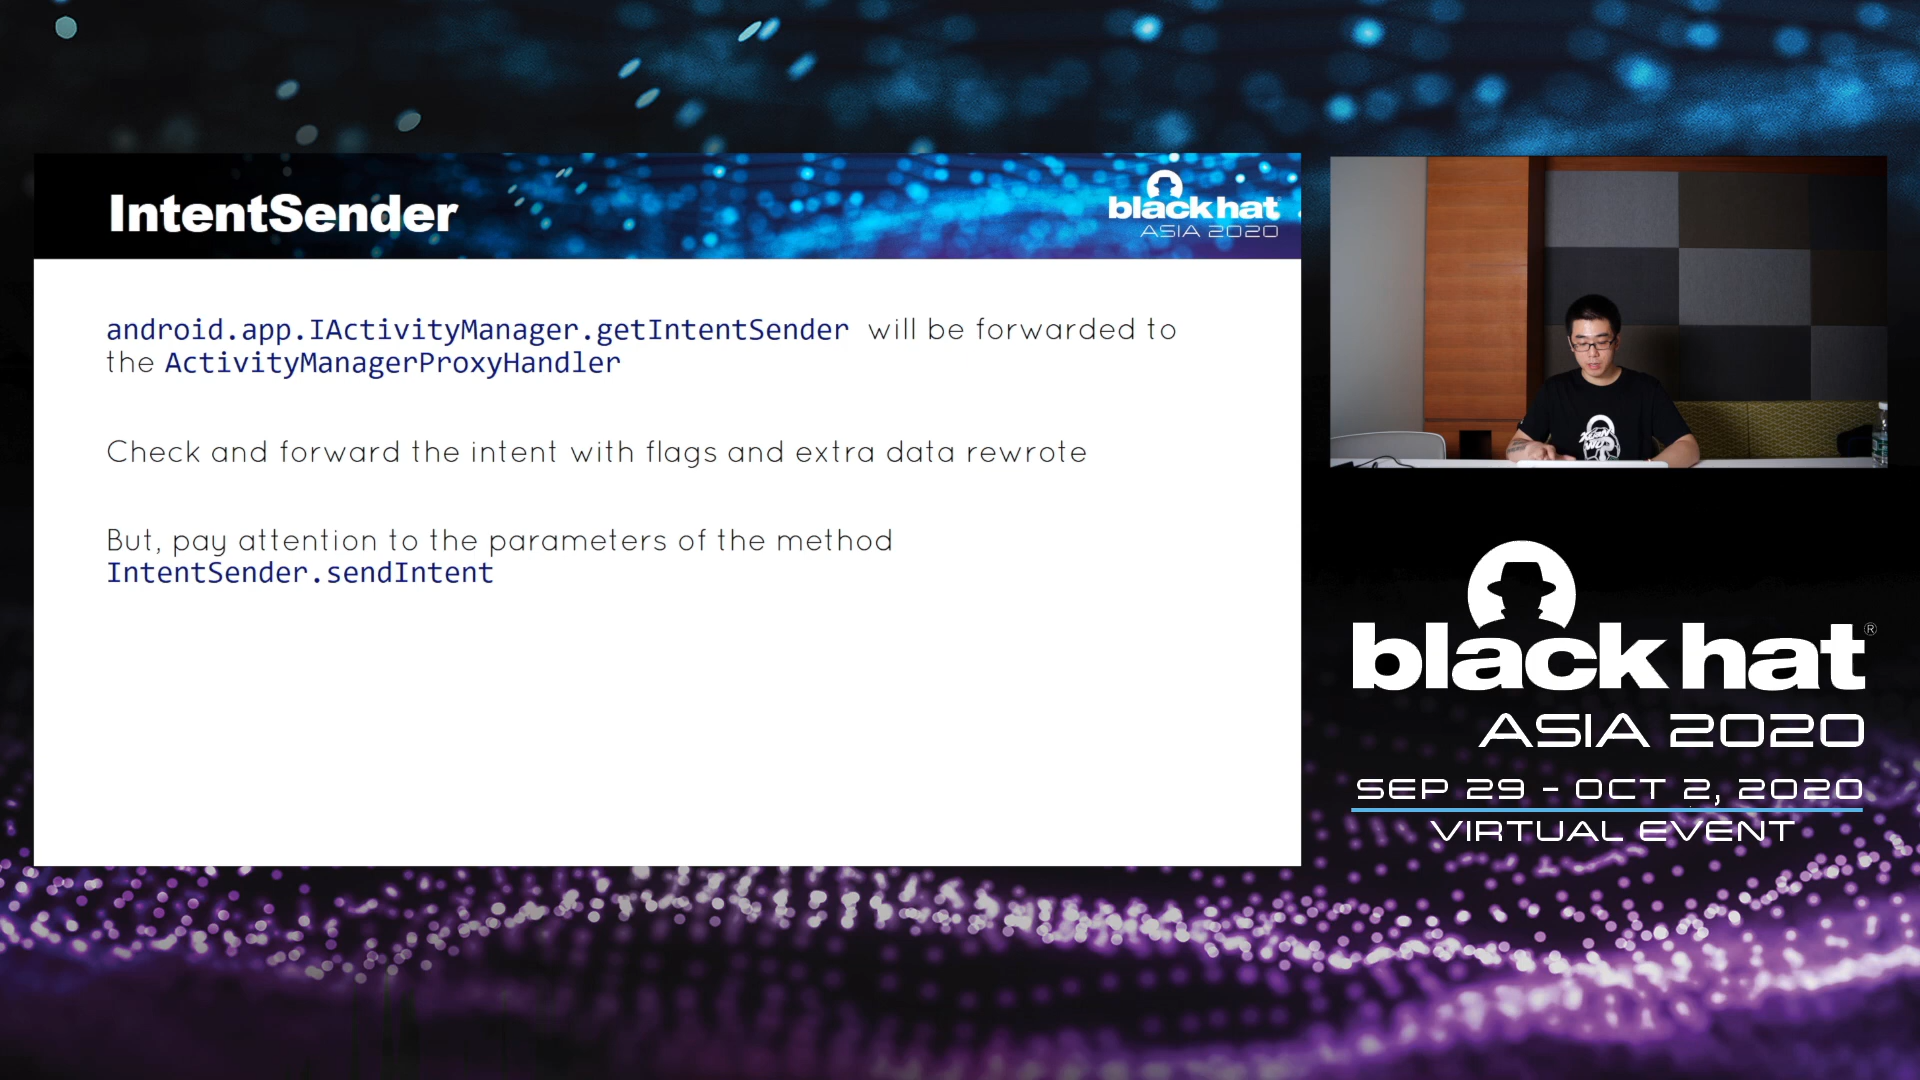 IntentSender
black hat
ASIA 2020
android.app.IActivityManager.getIntentSender will be forwarded to
the ActivityManagerProxyHandler
Check and forward the intent with flags and extra data rewrote
But, pay attention to the parameters of the method
IntentSender.sendIntent
black hat®
ASIA 2020
SEP 29 - OCT 2, 2020
VIRTUAL EVENT